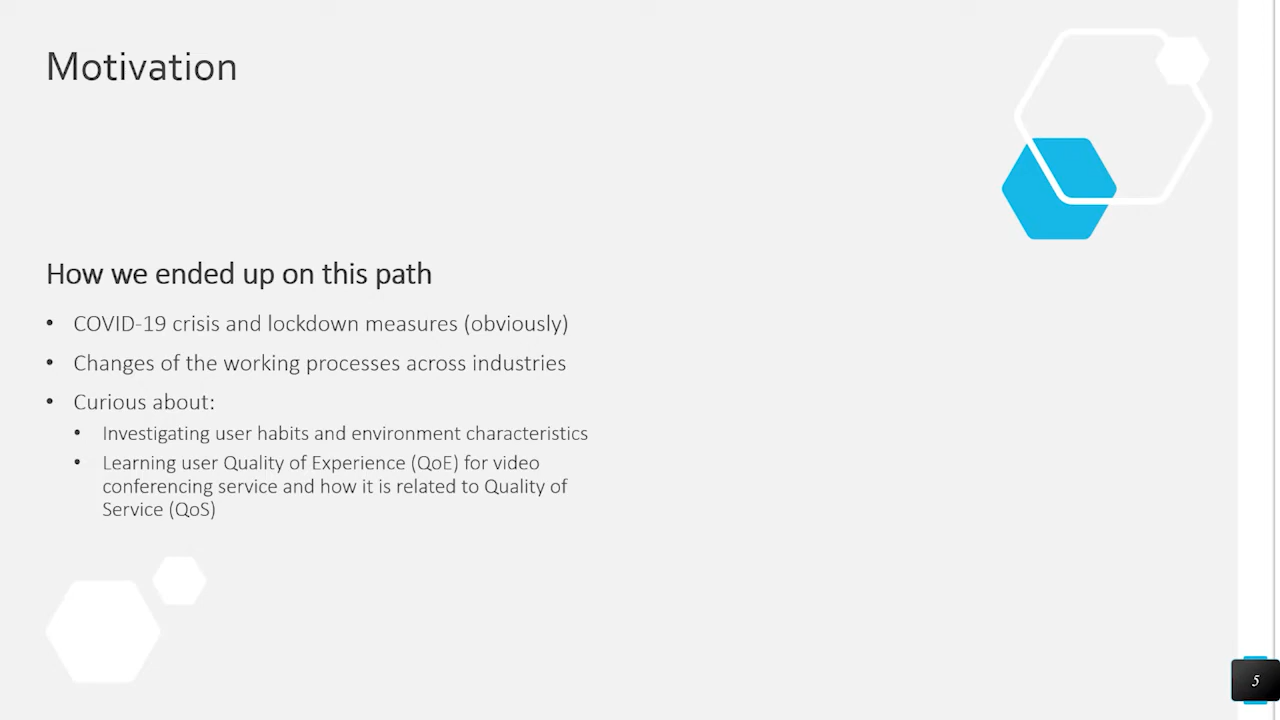 Motivation
How we ended up on this path
• COVID-19 crisis and lockdown measures (obviously)
• Changes of the working processes across industries
• Curious about:
• Investigating user habits and environment characteristics
• Learning user Quality of Experience (QoE) for video
conferencing service and how it is related to Quality of
Service (QoS)
5